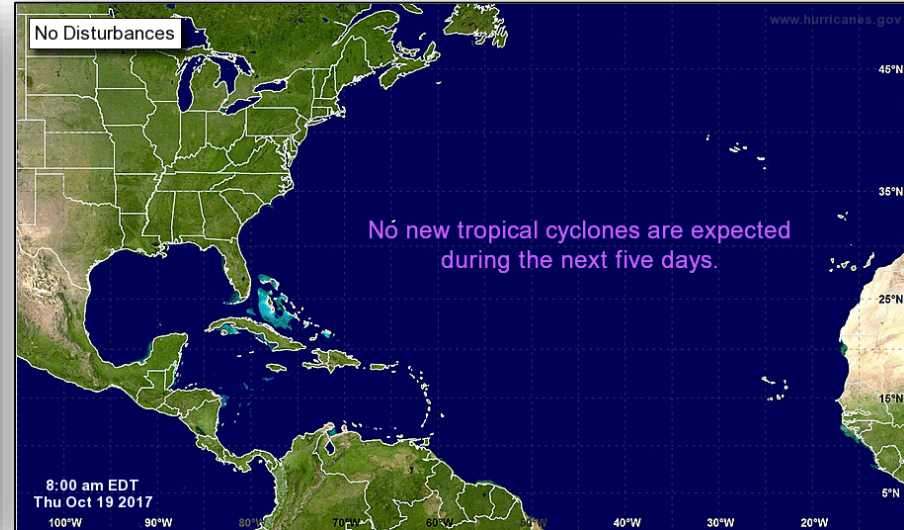 No Disturbances
www.hurricanes.gov
45°N
35°N
No new tropical cyclones are expected
during the next five days.
25°N
15°N
8:00 am EDT
Thu Oct 19 2017
5°N
100°W 90°W 80°W 70°W 60°W 50°W 40°W 30°W 20°W